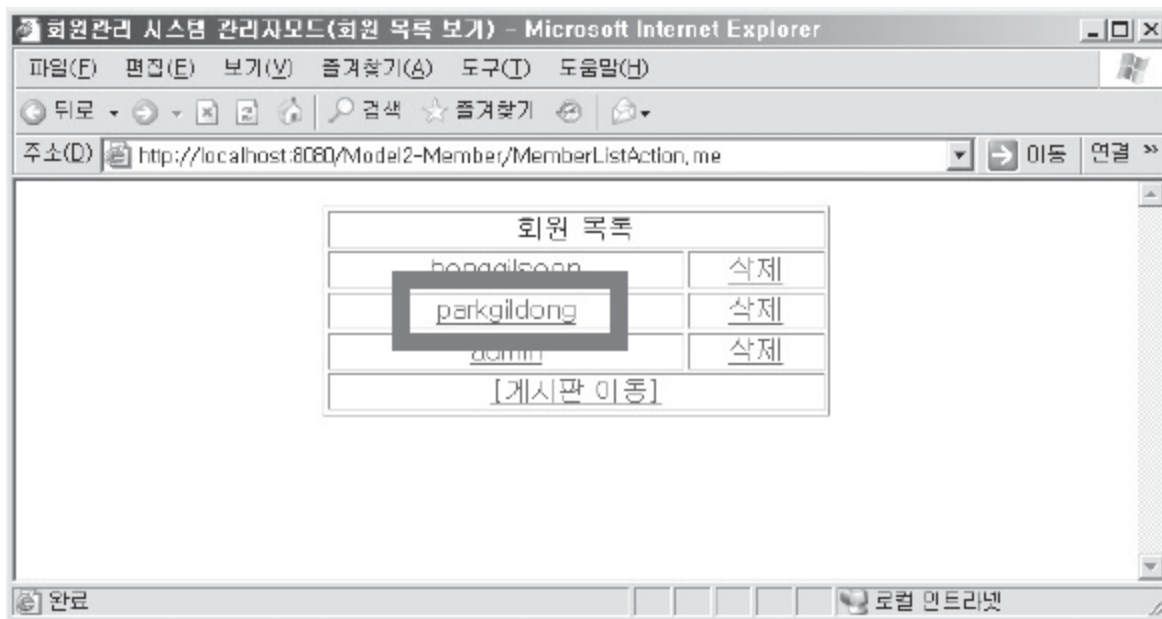 회원관리 시스템 관리자모드(회원 목록 보기) - Microsoft Internet Explorer
파일(F) 편집(E) 보기(V) 즐겨찾기(A) 도구(T) 도움말(H)
뒤로 검색 즐겨찾기
주소(D) http://localhost:8080/Model2-Member/MemberListAction.me 이동 연결 »
회원 목록
삭제
parkgildong 삭제
admin 삭제
[게시판 이동]
완료 로컬 인트라넷